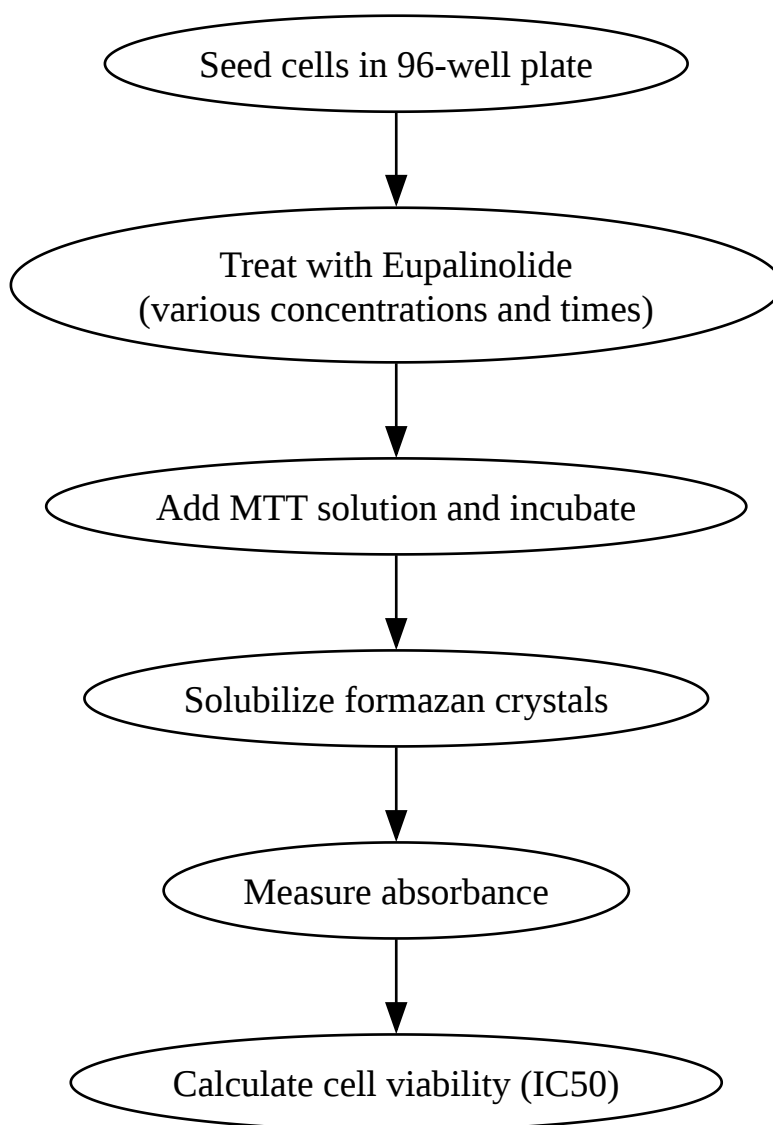 Seed cells in 96-well plate
Treat with Eupalinolide
(various concentrations and times)
Add MTT solution and incubate
Solubilize formazan crystals
Measure absorbance
Calculate cell viability (IC50)